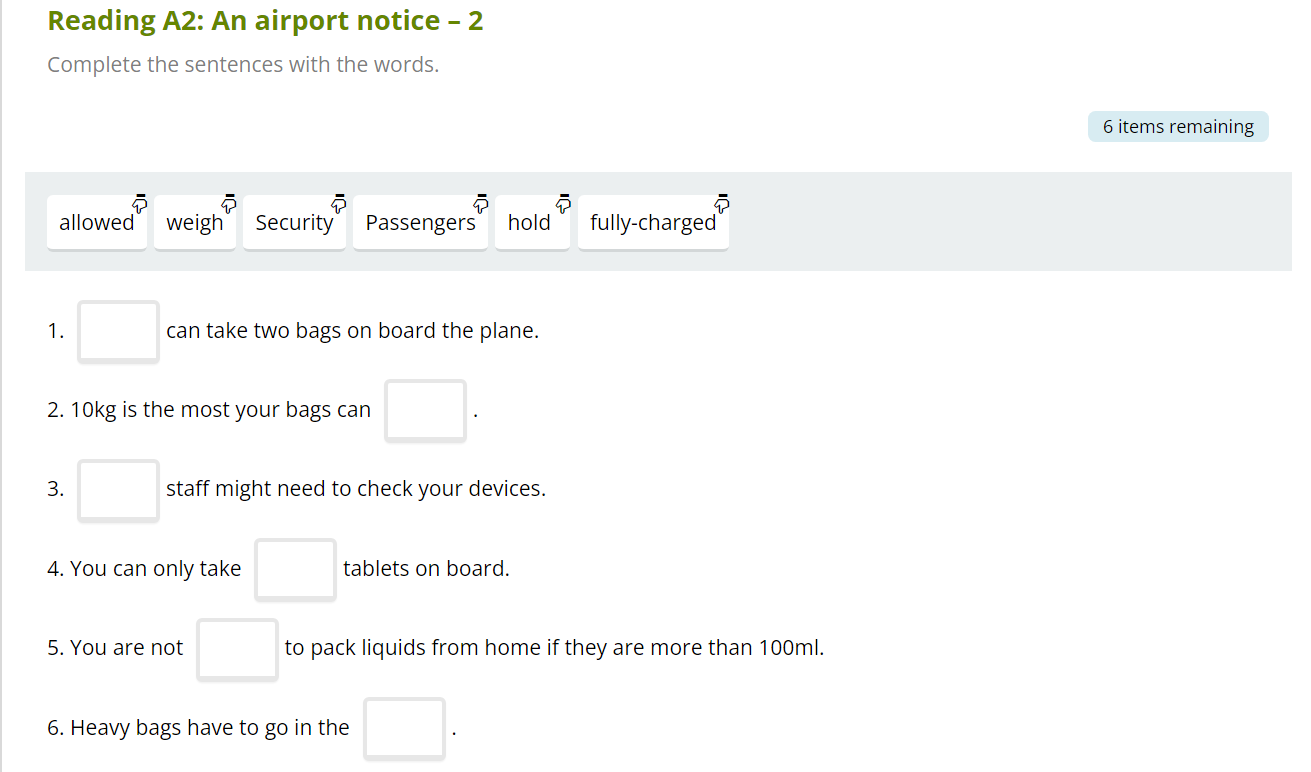 Reading A2: An airport notice – 2
Complete the sentences with the words.
6 items remaining
allowed weigh Security Passengers hold fully-charged
1. can take two bags on board the plane.
2. 10kg is the most your bags can .
3. staff might need to check your devices.
4. You can only take tablets on board.
5. You are not to pack liquids from home if they are more than 100ml.
6. Heavy bags have to go in the .